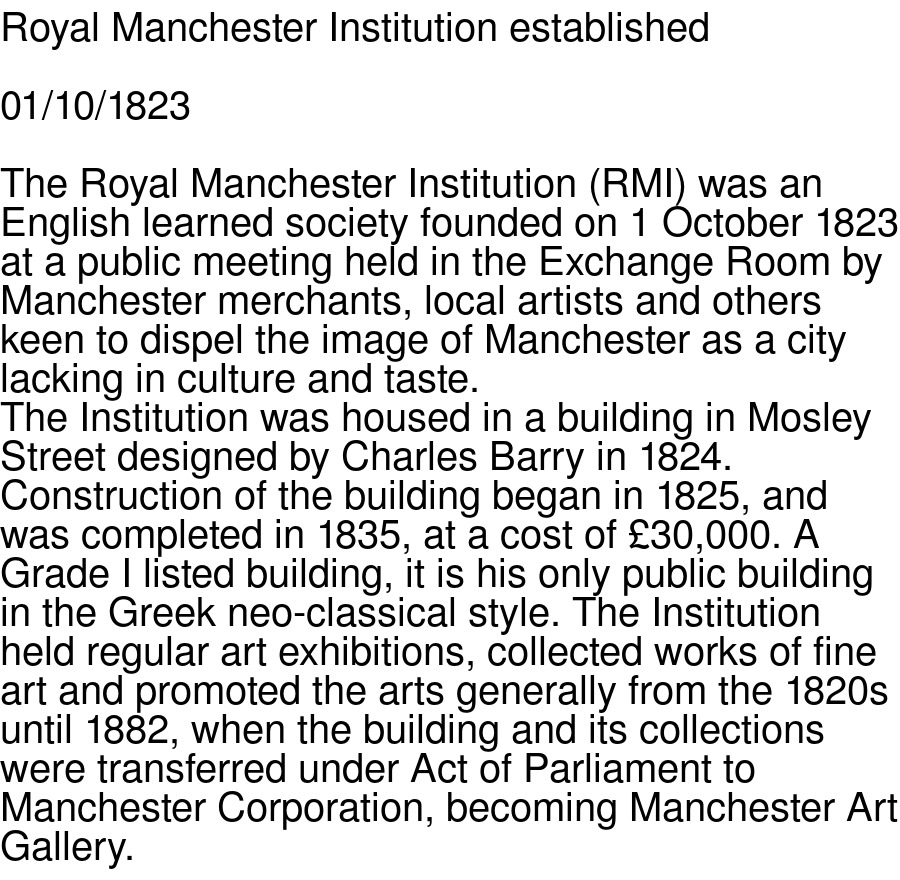 Royal Manchester Institution established
01/10/1823
The Royal Manchester Institution (RMI) was an
English learned society founded on 1 October 1823
at a public meeting held in the Exchange Room by
Manchester merchants, local artists and others
keen to dispel the image of Manchester as a city
lacking in culture and taste.
The Institution was housed in a building in Mosley
Street designed by Charles Barry in 1824.
Construction of the building began in 1825, and
was completed in 1835, at a cost of £30,000. A
Grade I listed building, it is his only public building
in the Greek neo-classical style. The Institution
held regular art exhibitions, collected works of fine
art and promoted the arts generally from the 1820s
until 1882, when the building and its collections
were transferred under Act of Parliament to
Manchester Corporation, becoming Manchester Art
Gallery.